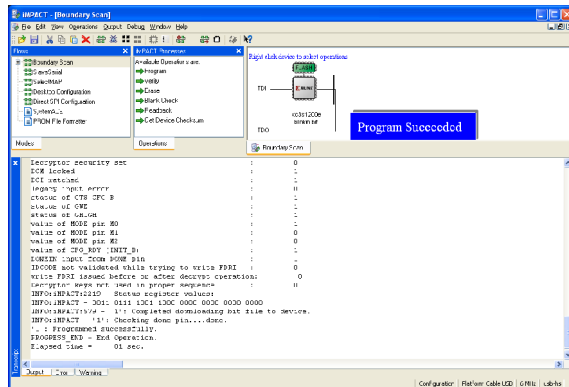 iMPACT - [Boundary Scan]
File Edit View Operations Output Debug Window Help
Flows
iMPACT Processes
Right click device to select operations
Boundary Scan
SlaveSerial
SelectMAP
Desktop Configuration
Direct SPI Configuration
SystemACE
PROM File Formatter
Available Operations are:
Program
Verify
Erase
Blank Check
Readback
Get Device Checksum
FLASH
TDI
XILINX
TDO
Program Succeeded
Modes
Operations
Boundary Scan
Decryptor security set : 0
DCM locked : 1
DCI matched : 1
legacy input error : 0
status of GTS_CFG_B : 1
status of GWE : 1
status of GHIGH : 1
value of MODE pin M0 : 1
value of MODE pin M1 : 0
value of MODE pin M2 : 0
value of CFG_RDY (INIT_B) : 1
DONEIN input from DONE pin : 1
IDCODE not validated while trying to write FDRI : 0
write FDRI issued before or after decrypt operation: 0
Decryptor keys not used in proper sequence : 0
INFO:iMPACT:2219 - Status register values:
INFO:iMPACT - 0011 0111 1001 1000 0000 0000 0000 0000
INFO:iMPACT:579 - '1': Completed downloading bit file to device.
INFO:iMPACT - '1': Checking done pin....done.
'1': Programmed successfully.
PROGRESS_END - End Operation.
Elapsed time = 01 sec.
Transcript
Output Error Warning
Configuration Platform Cable USB 6 MHz usb-hs